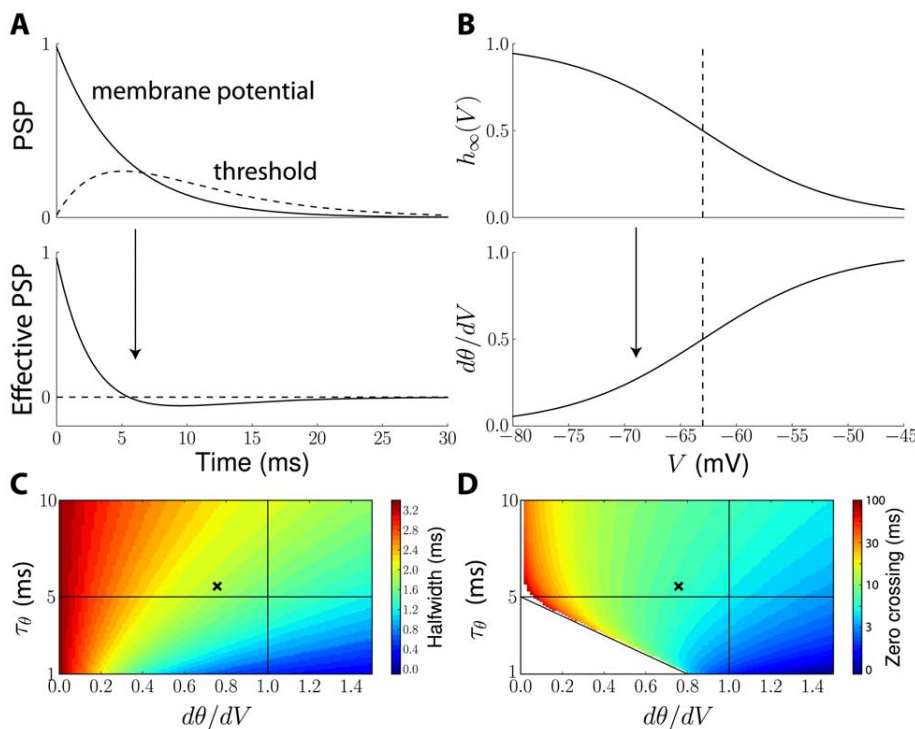 A
1
PSP
0
membrane potential
threshold
1
Effective PSP
0
0 5 10 15 20 25 30
Time (ms)
B
1.0
0.5
0.0
h∞(V)
1.0
0.5
0.0
dθ/dV
−80 −75 −70 −65 −60 −55 −50 −45
V (mV)
C
10
5
1
τθ (ms)
0.0 0.2 0.4 0.6 0.8 1.0 1.2 1.4
dθ/dV
3.2
2.8
2.4
2.0
1.6
1.2
0.8
0.4
0.0
Halfwidth (ms)
D
10
5
1
τθ (ms)
0.0 0.2 0.4 0.6 0.8 1.0 1.2 1.4
dθ/dV
100
30
10
3
0
Zero crossing (ms)